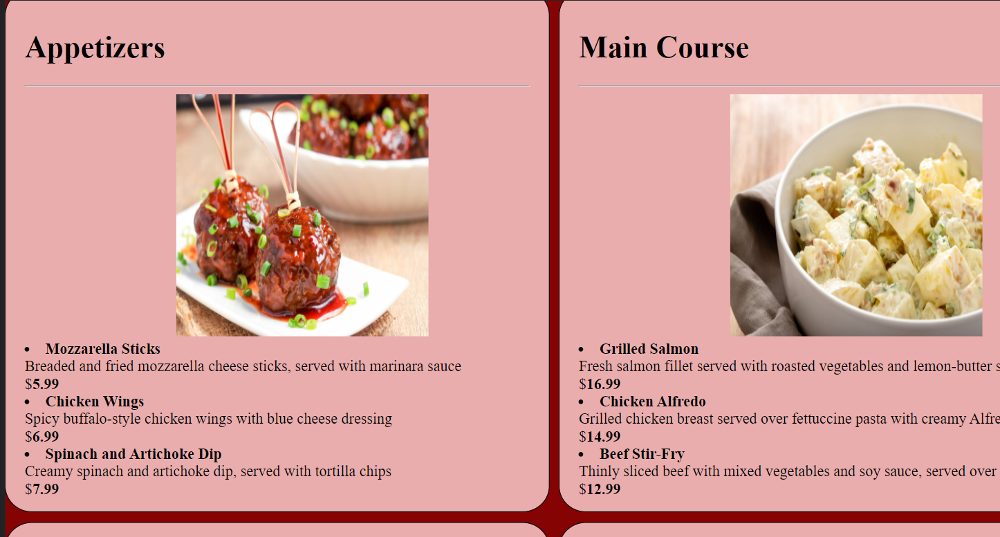 Appetizers
• Mozzarella Sticks
Breaded and fried mozzarella cheese sticks, served with marinara sauce
$5.99
• Chicken Wings
Spicy buffalo-style chicken wings with blue cheese dressing
$6.99
• Spinach and Artichoke Dip
Creamy spinach and artichoke dip, served with tortilla chips
$7.99
Main Course
• Grilled Salmon
Fresh salmon fillet served with roasted vegetables and lemon-butter
$16.99
• Chicken Alfredo
Grilled chicken breast served over fettuccine pasta with creamy
$14.99
• Beef Stir-Fry
Thinly sliced beef with mixed vegetables and soy sauce, served over
$12.99